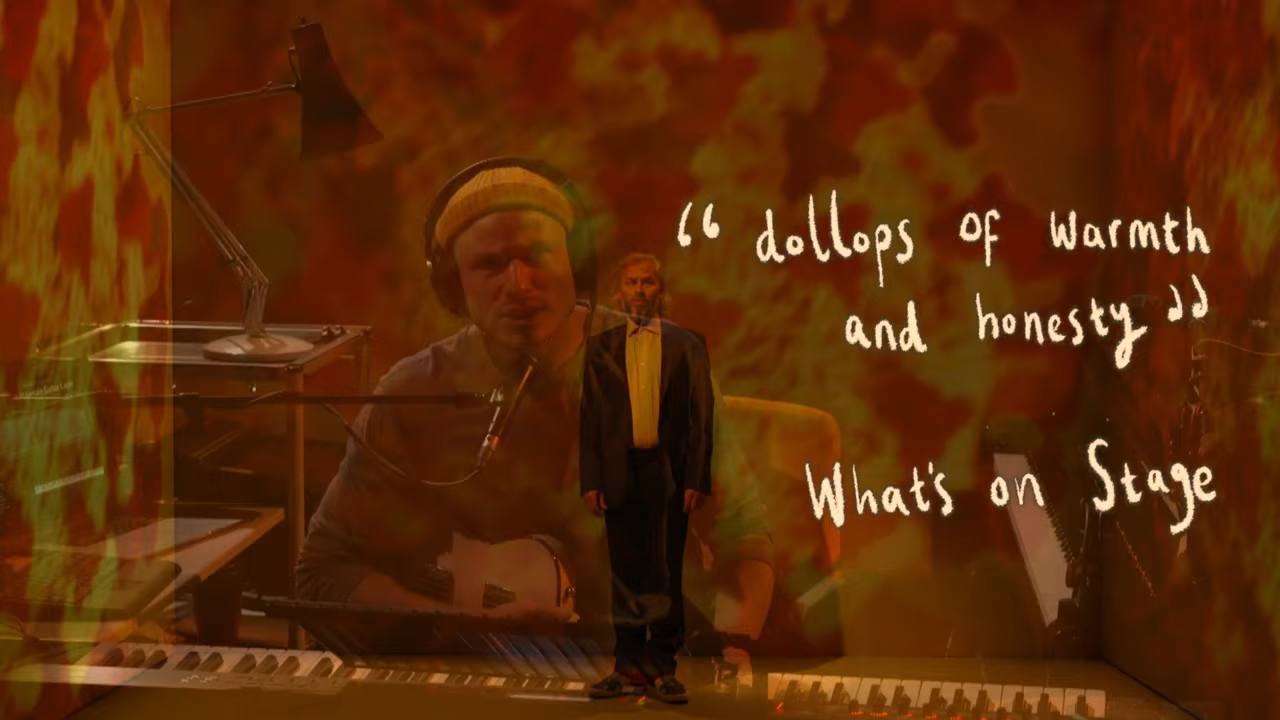 “ dollops of warmth
and honesty ”
What's on Stage